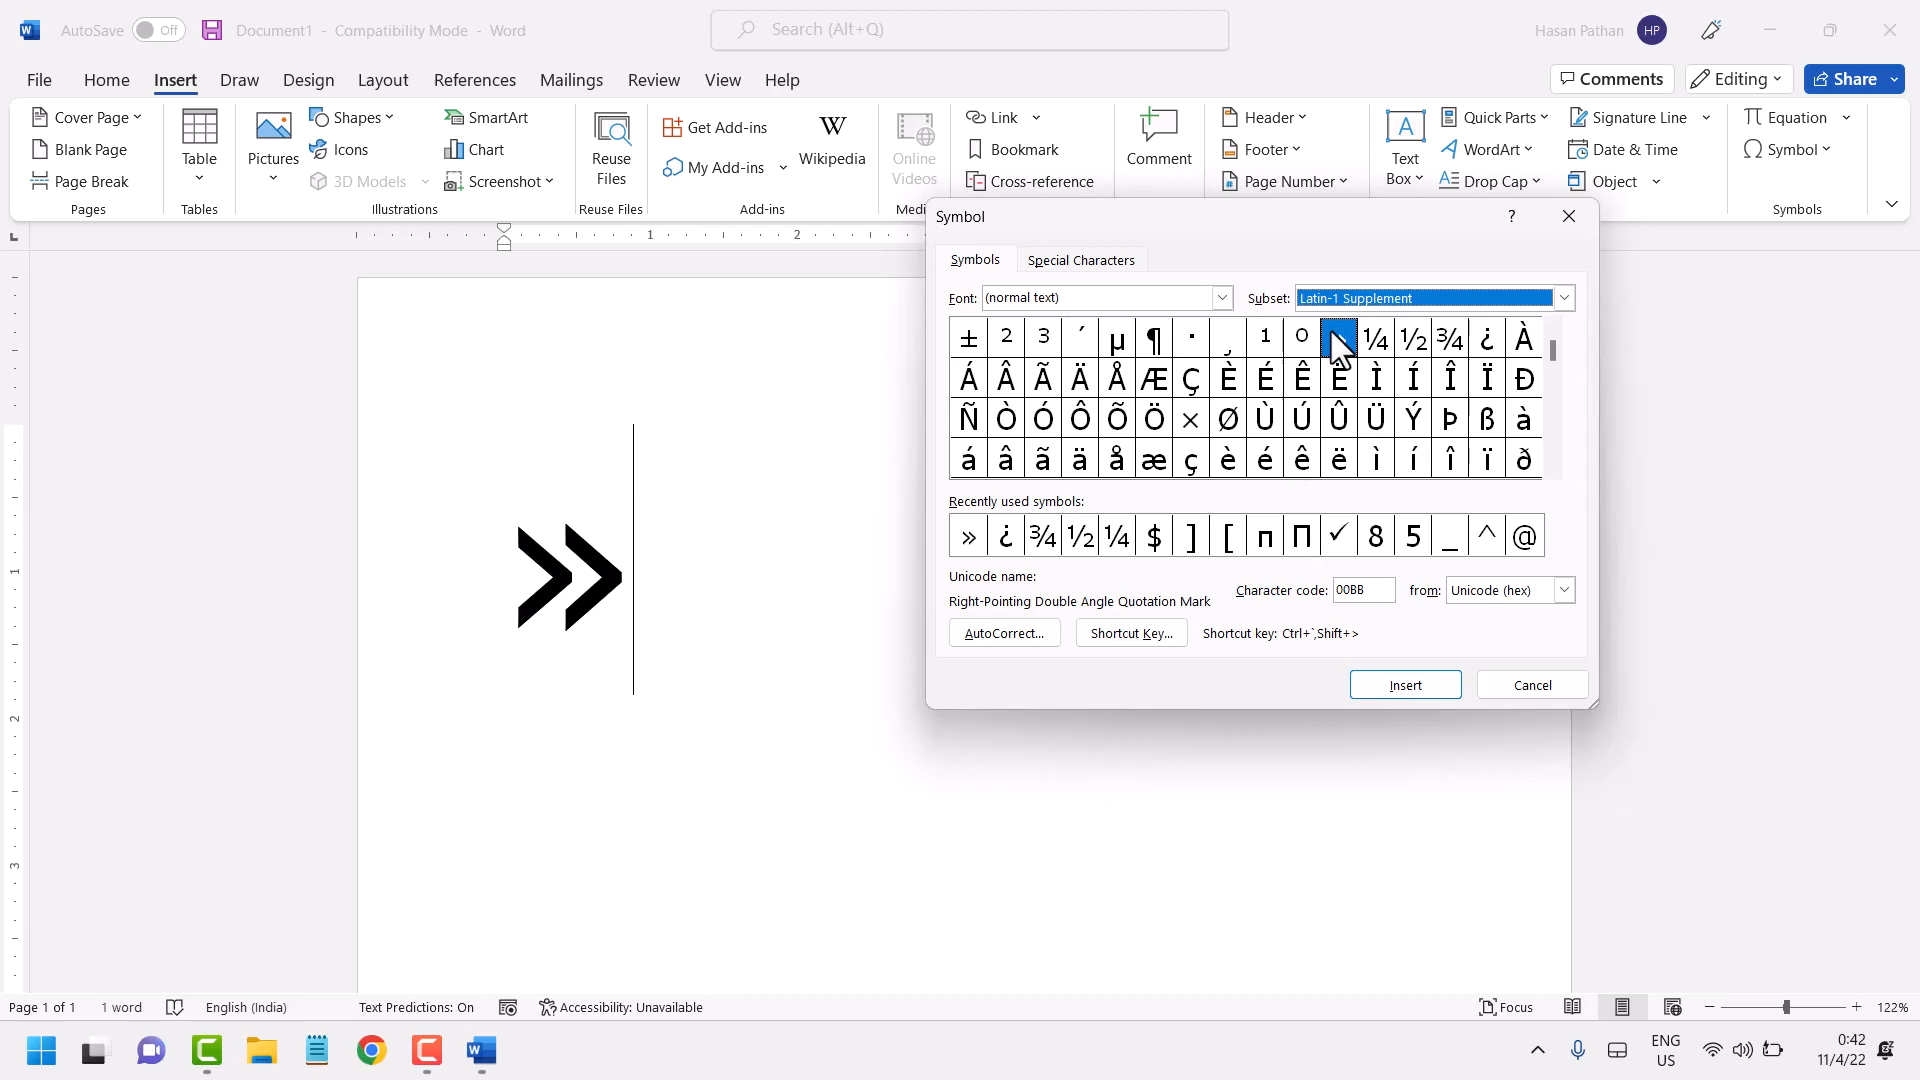 AutoSave Off Document1 - Compatibility Mode - Word Search (Alt+Q) Hasan Pathan HP
File Home Insert Draw Design Layout References Mailings Review View Help Comments Editing Share
Cover Page
Blank Page
Page Break
Pages
Table
Tables
Pictures
Shapes
Icons
3D Models
SmartArt
Chart
Screenshot
Illustrations
Reuse
Files
Reuse Files
Get Add-ins
My Add-ins
Wikipedia
Add-ins
Online
Videos
Medi
Link
Bookmark
Cross-reference
Comment
Header
Footer
Page Number
Text
Box
Quick Parts
WordArt
Drop Cap
Signature Line
Date & Time
Object
Equation
Symbol
Symbols
1 2
1
2
3
»
Symbol ?
Symbols Special Characters
Font: (normal text) Subset: Latin-1 Supplement
± ² ³ ´ µ ¶ · ¸ ¹ º ¼ ½ ¾ ¿ À
Á Â Ã Ä Å Æ Ç È É Ê Ë Ì Í Î Ï Ð
Ñ Ò Ó Ô Õ Ö × Ø Ù Ú Û Ü Ý Þ ß à
á â ã ä å æ ç è é ê ë ì í î ï ð
Recently used symbols:
» ¿ ¾ ½ ¼ $ ] [ п П ✓ 8 5 _ ^ @
Unicode name:
Right-Pointing Double Angle Quotation Mark
Character code: 00BB from: Unicode (hex)
AutoCorrect... Shortcut Key... Shortcut key: Ctrl+`,Shift+>
Insert Cancel
Page 1 of 1 1 word English (India) Text Predictions: On Accessibility: Unavailable Focus 122%
ENG
US
0:42
11/4/22